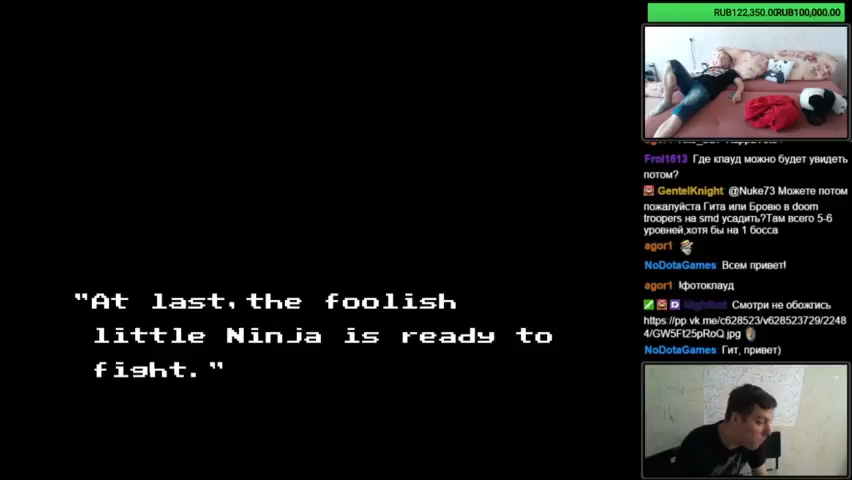 RUB122,350.00RUB100,000.00
"At last, the foolish
little Ninja is ready to
fight."
Frol1613 Где клауд можно будет увидеть
потом?
GentelKnight @Nuke73 Можете потом
пожалуйста Гита или Бровю в doom
troopers на smd усадить?Там всего 5-6
уровней,хотя бы на 1 босса
agor1
NoDotaGames Всем привет!
agor1 !фотоклауд
Nightbot Смотри не обожгись
https://pp.vk.me/c628523/v628523729/2248
4/GW5Ft25pRoQ.jpg
NoDotaGames Гит, привет)